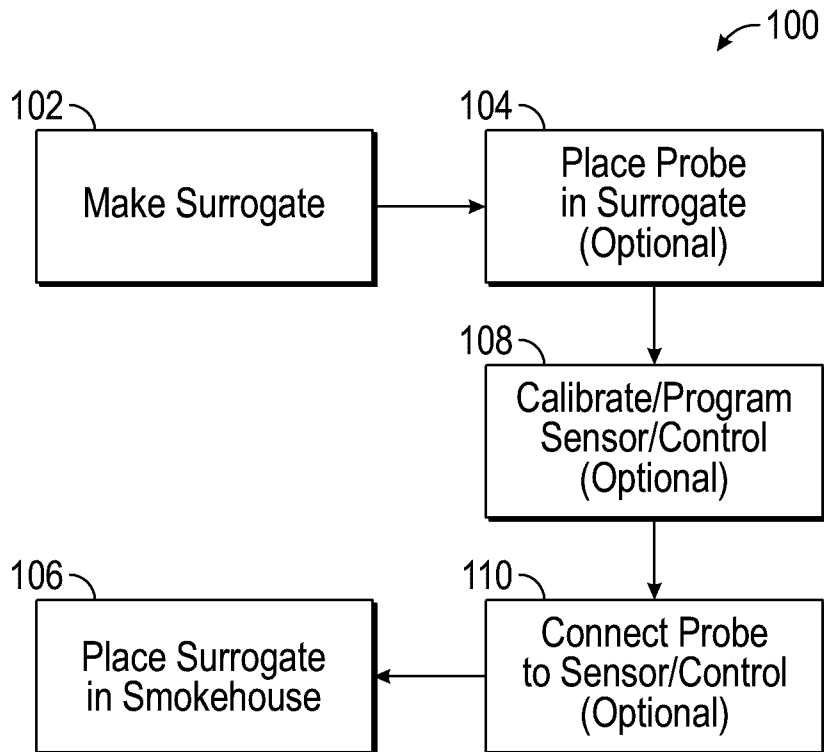 100
102
Make Surrogate
104
Place Probe
in Surrogate
(Optional)
108
Calibrate/Program
Sensor/Control
(Optional)
110
Connect Probe
to Sensor/Control
(Optional)
106
Place Surrogate
in Smokehouse